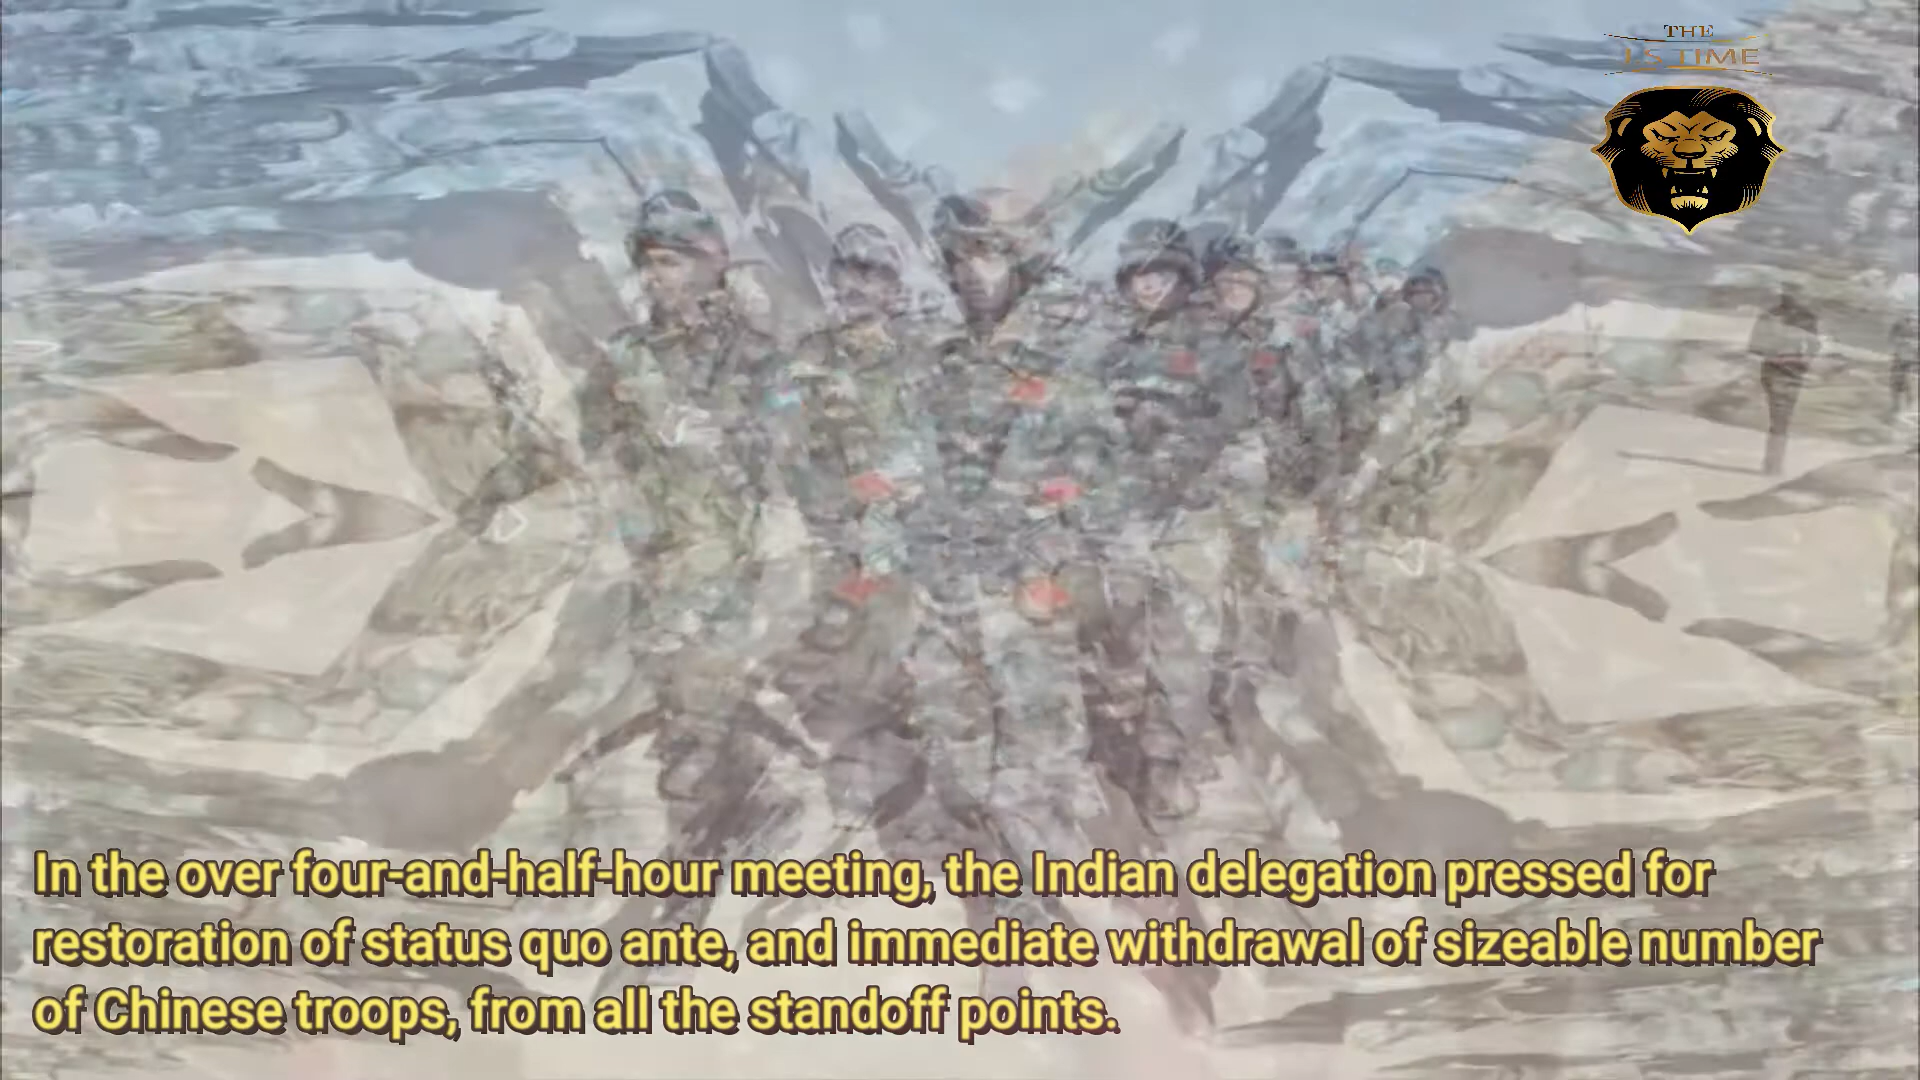 THE
I.S TIME
In the over four-and-half-hour meeting, the Indian delegation pressed for
restoration of status quo ante, and immediate withdrawal of sizeable number
of Chinese troops, from all the standoff points.